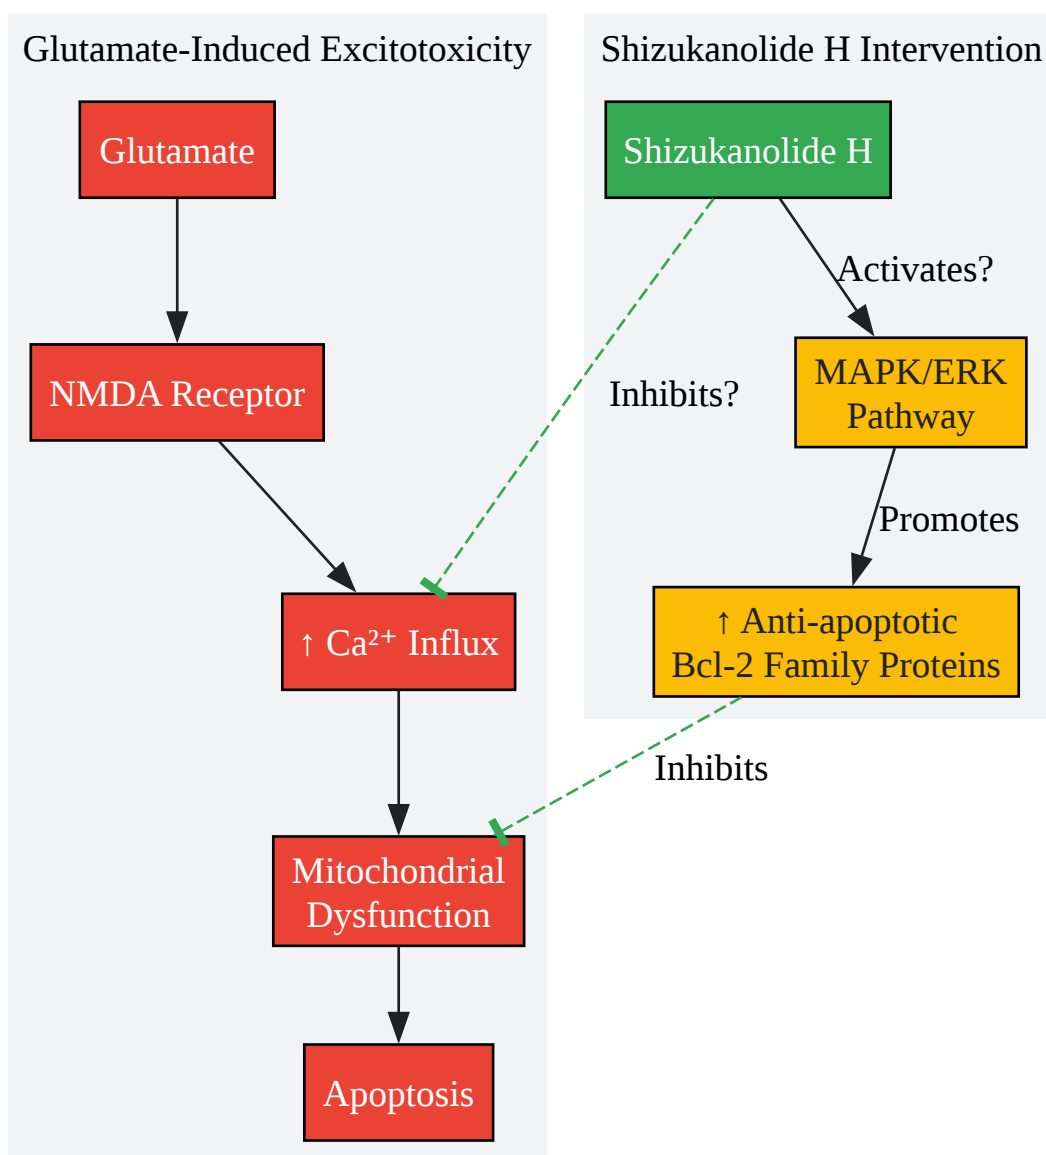 Glutamate-Induced Excitotoxicity
Glutamate
NMDA Receptor
↑ Ca²⁺ Influx
Mitochondrial
Dysfunction
Apoptosis
Shizukanolide H Intervention
Shizukanolide H
Activates?
Inhibits?
MAPK/ERK
Pathway
Promotes
↑ Anti-apoptotic
Bcl-2 Family Proteins
Inhibits